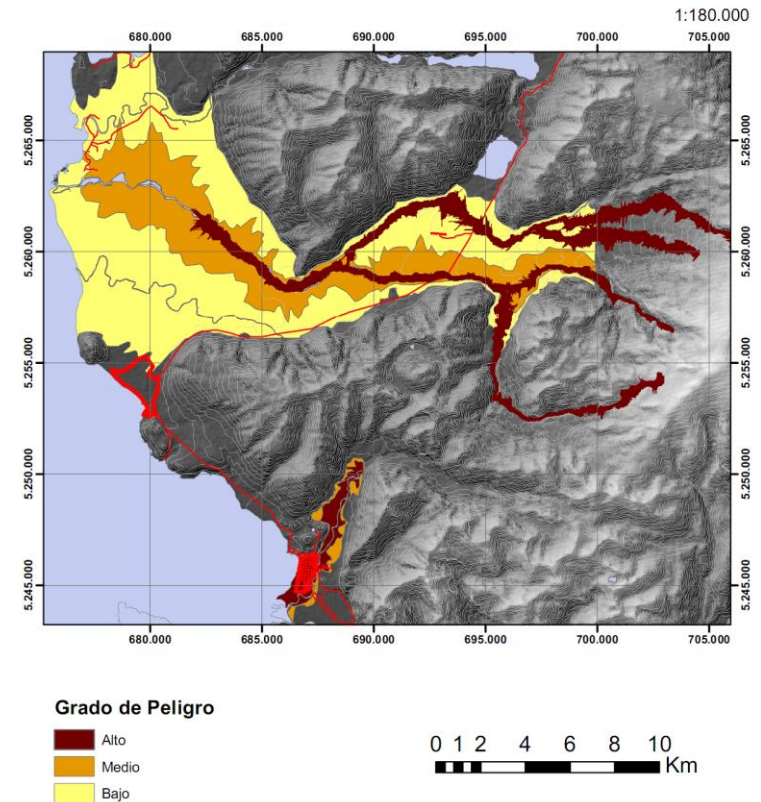 1:180.000
680.000 685.000 690.000 695.000 700.000 705.000
5.265.000 5.265.000
5.260.000 5.260.000
5.255.000 5.255.000
5.250.000 5.250.000
5.245.000 5.245.000
680.000 685.000 690.000 695.000 700.000 705.000
Grado de Peligro
Alto
Medio
Bajo
0 1 2 4 6 8 10
Km